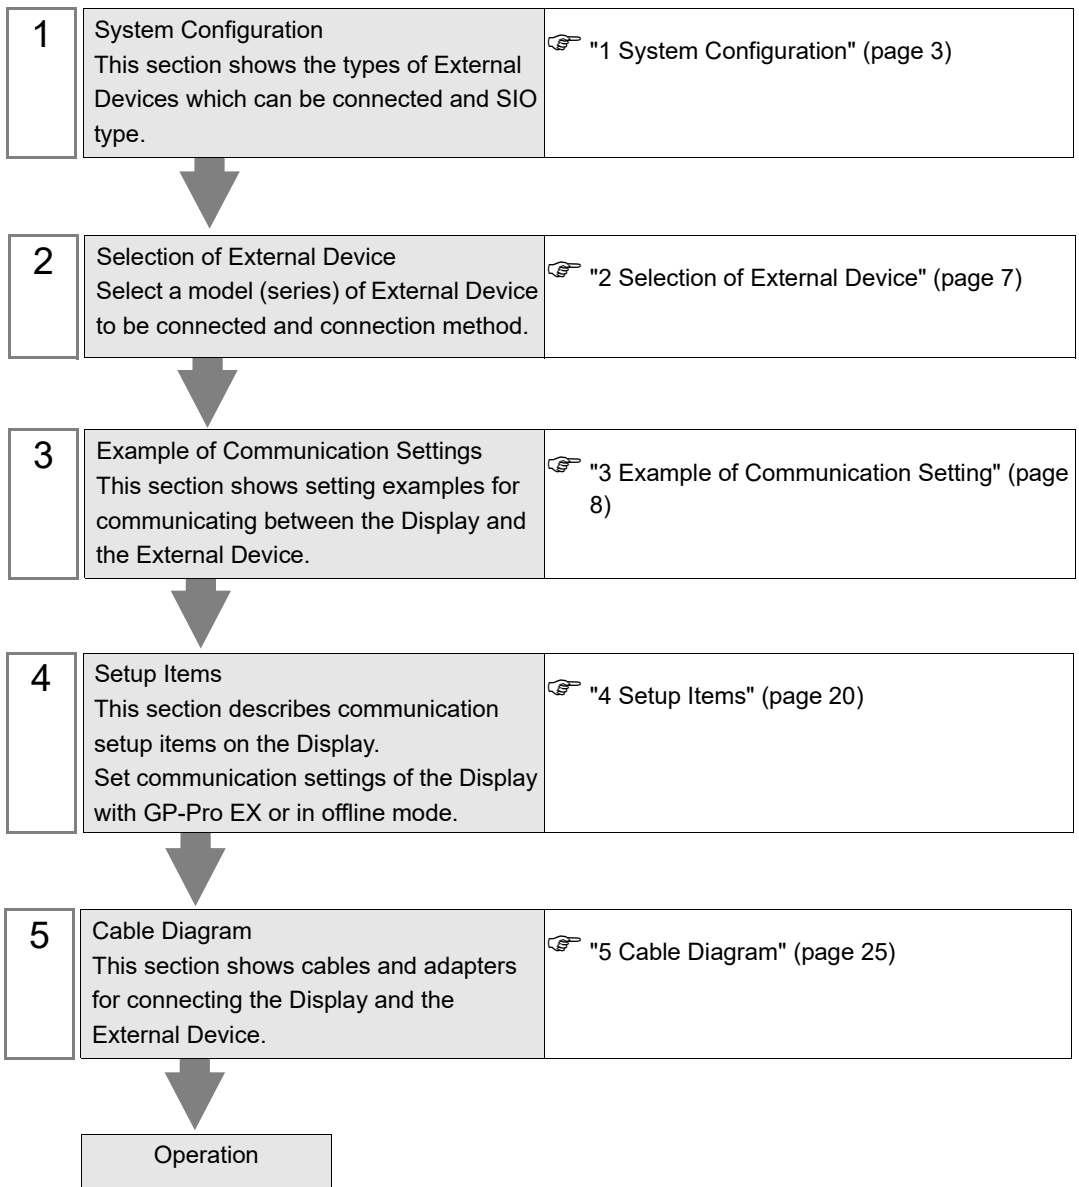 1
System Configuration
This section shows the types of External
Devices which can be connected and SIO
type.
"1 System Configuration" (page 3)
2
Selection of External Device
Select a model (series) of External Device
to be connected and connection method.
"2 Selection of External Device" (page 7)
3
Example of Communication Settings
This section shows setting examples for
communicating between the Display and
the External Device.
"3 Example of Communication Setting" (page
8)
4
Setup Items
This section describes communication
setup items on the Display.
Set communication settings of the Display
with GP-Pro EX or in offline mode.
"4 Setup Items" (page 20)
5
Cable Diagram
This section shows cables and adapters
for connecting the Display and the
External Device.
"5 Cable Diagram" (page 25)
Operation